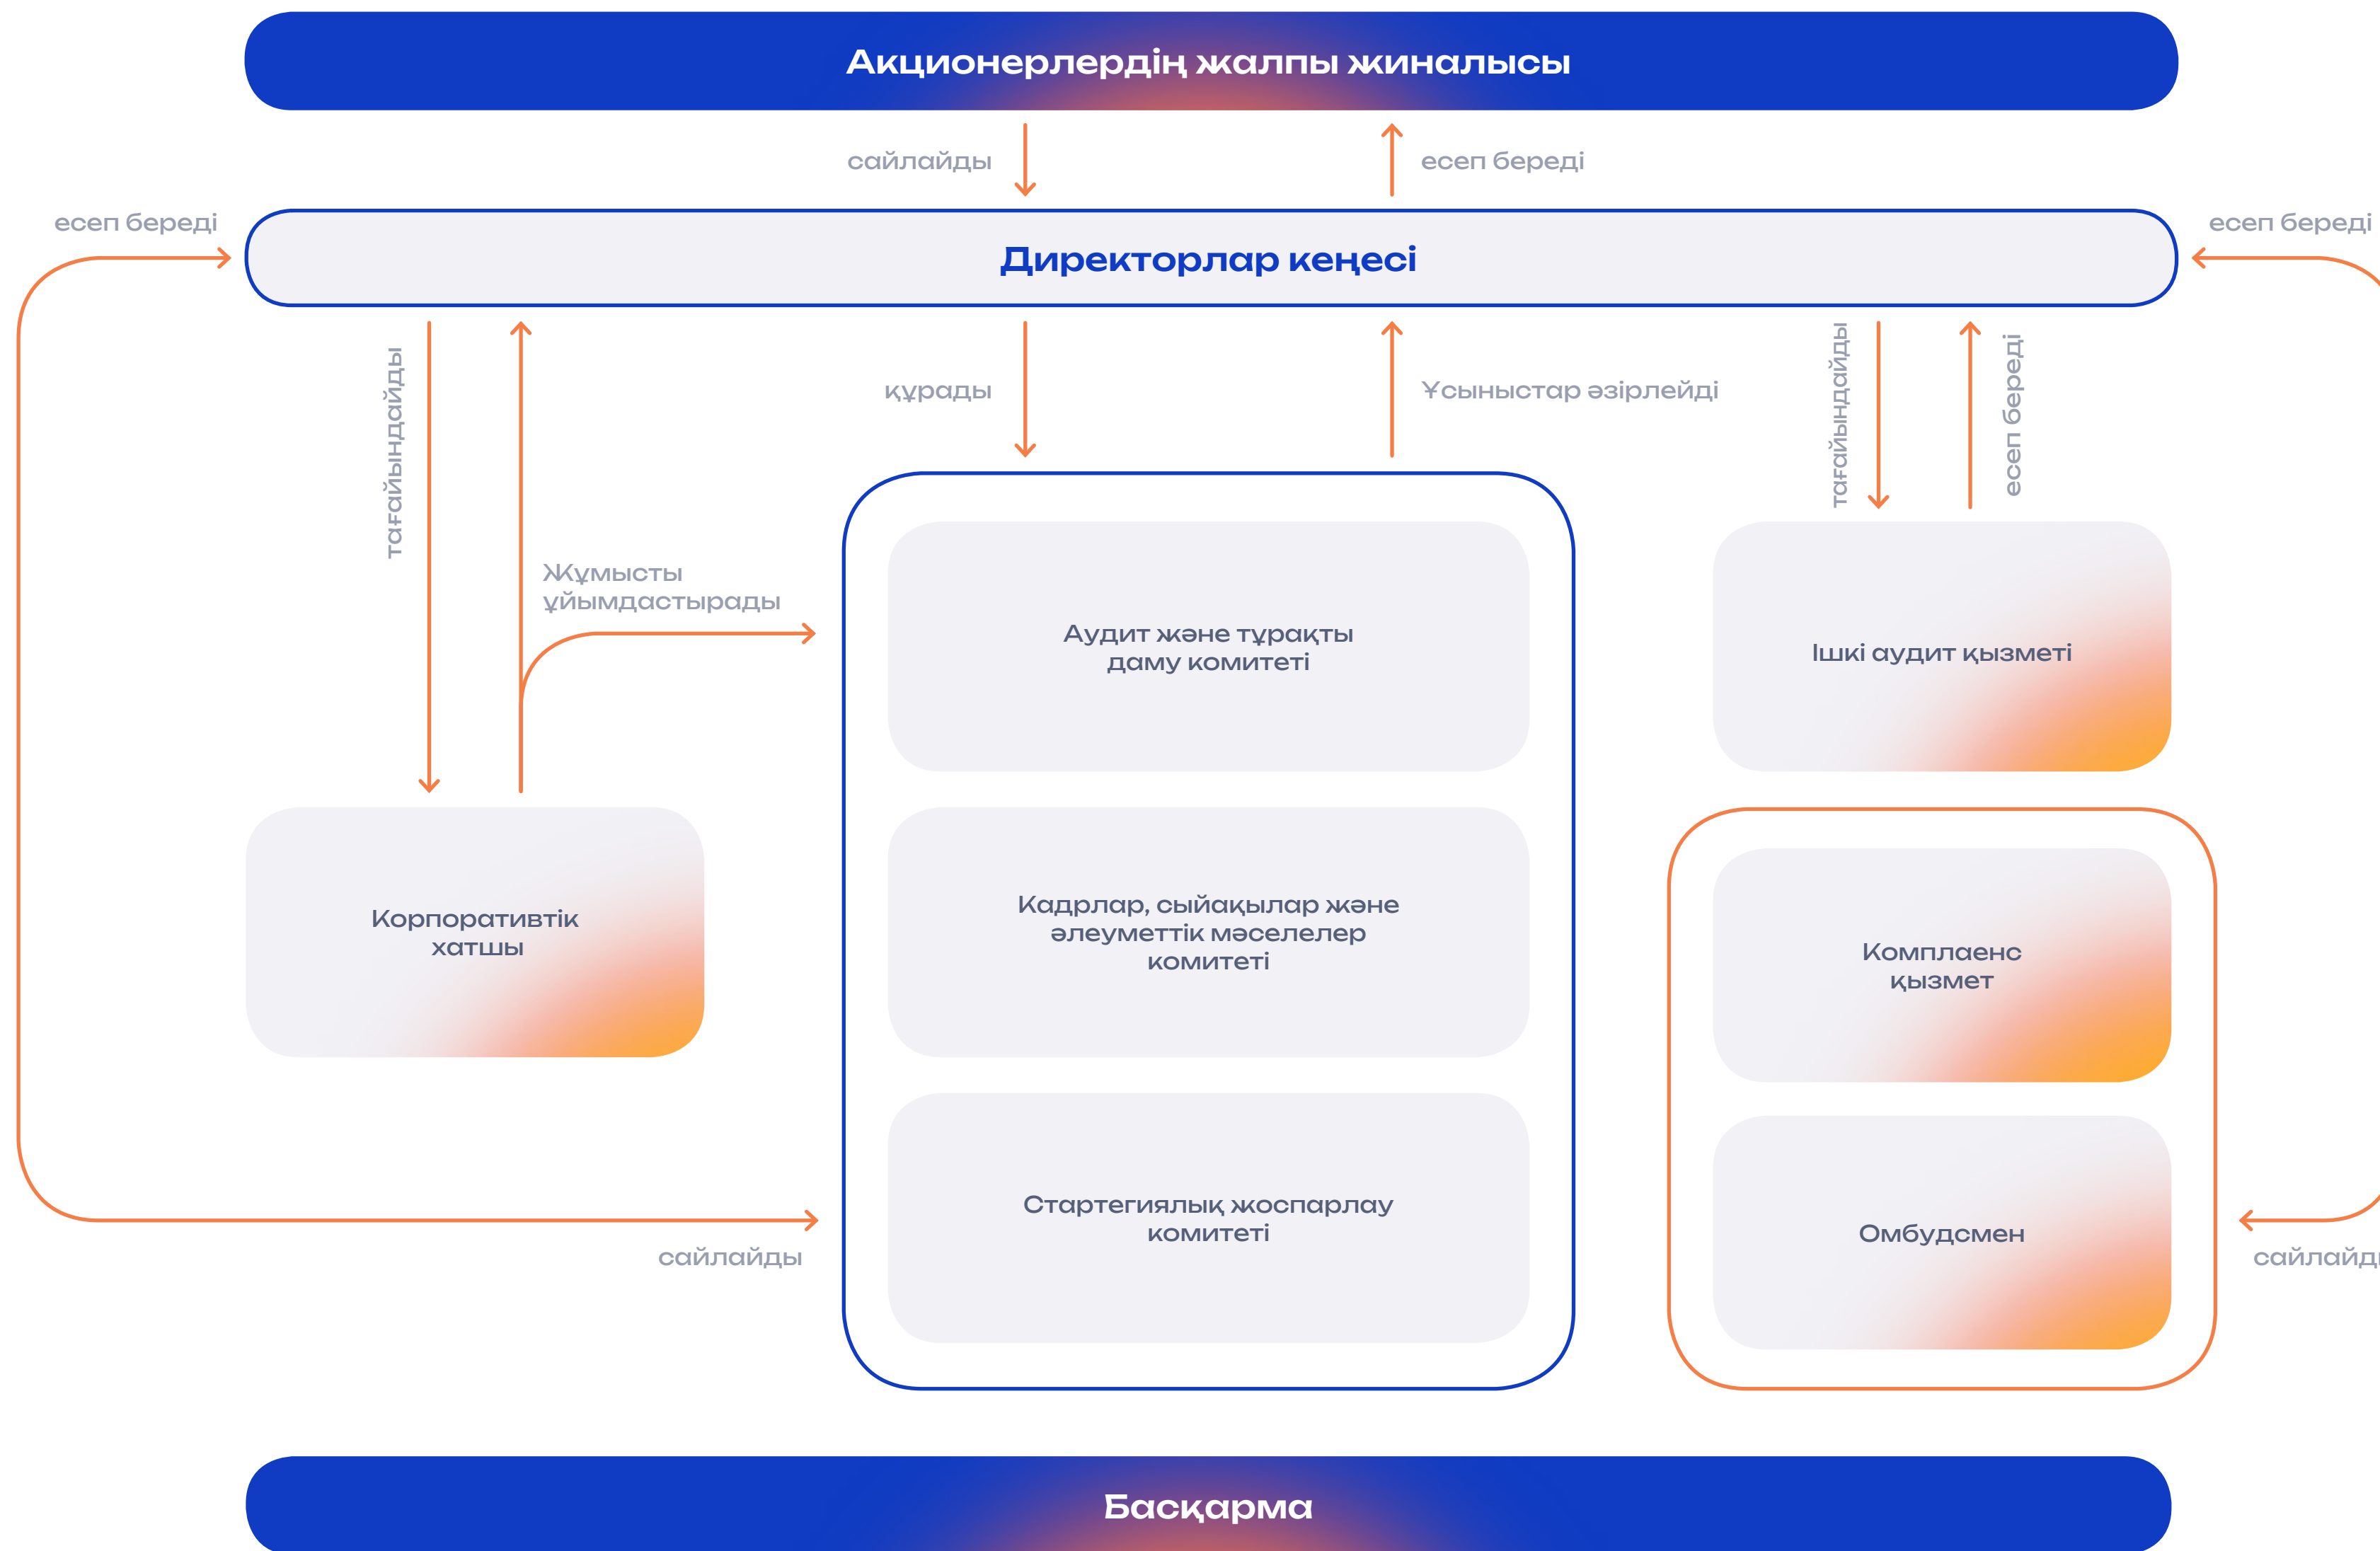 Акционерлердің жалпы жиналысы
сайлайды
есеп береді
есеп береді
есеп береді
Директорлар кеңесі
тағайындайды
құрады
Ұсыныстар әзірлейді
тағайындайды
есеп береді
Жұмысты
ұйымдастырады
Аудит және тұрақты
даму комитеті
Ішкі аудит қызметі
Корпоративтік
хатшы
Кадрлар, сыйақылар және
әлеуметтік мәселелер
комитеті
Комплаенс
қызмет
Стартегиялық жоспарлау
комитеті
Омбудсмен
сайлайды
сайлайды
Басқарма